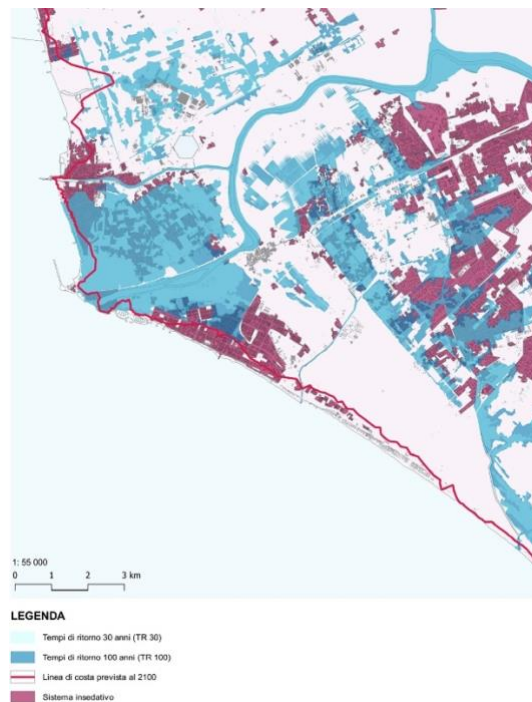 1: 55 000
0 1 2 3 km
LEGENDA
Tempi di ritorno 30 anni (TR 30)
Tempi di ritorno 100 anni (TR 100)
Linea di costa prevista al 2100
Sistema insediativo